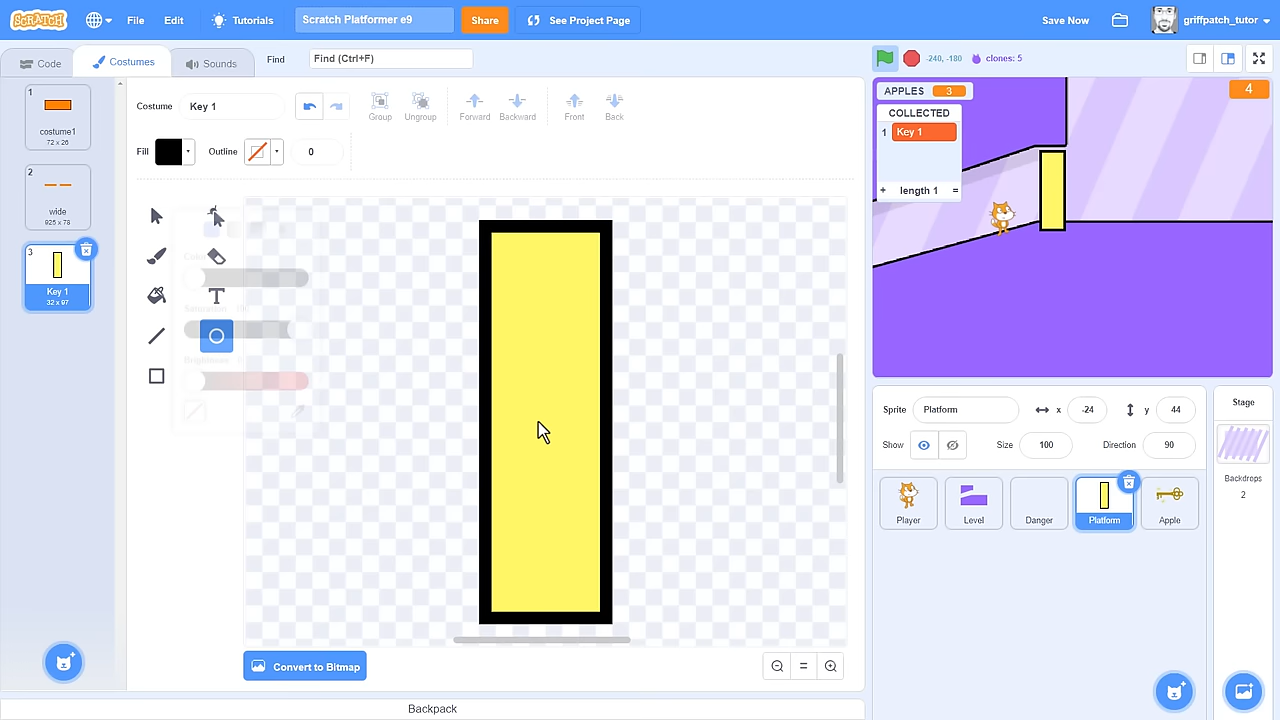 SCRATCH File Edit Tutorials Scratch Platformer e9 Share See Project Page Save Now griffpatch_tutor
Code Costumes Sounds Find Find (Ctrl+F) -240, -180 clones: 5
1
costume1
72 x 26
2
wide
925 x 78
3
Key 1
32 x 97
Costume Key 1 Group Ungroup Forward Backward Front Back
Fill Outline 0
T
Convert to Bitmap
Backpack
APPLES 3
4
COLLECTED
1 Key 1
+ length 1 =
Sprite Platform x -24 y 44
Show Size 100 Direction 90
Player Level Danger Platform Apple
Stage
Backdrops
2